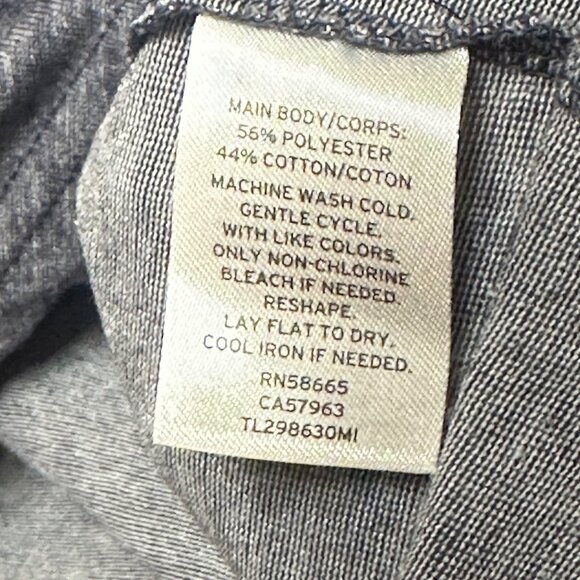 MAIN BODY/CORPS:
56% POLYESTER
44% COTTON/COTON
MACHINE WASH COLD.
GENTLE CYCLE.
WITH LIKE COLORS.
ONLY NON-CHLORINE
BLEACH IF NEEDED.
RESHAPE.
LAY FLAT TO DRY.
COOL IRON IF NEEDED.
RN58665
CA57963
TL298630MI